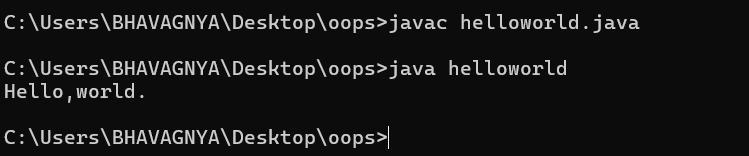 C:\Users\BHAVAGNYA\Desktop\oops>javac helloworld.java
C:\Users\BHAVAGNYA\Desktop\oops>java helloworld
Hello,world.
C:\Users\BHAVAGNYA\Desktop\oops>